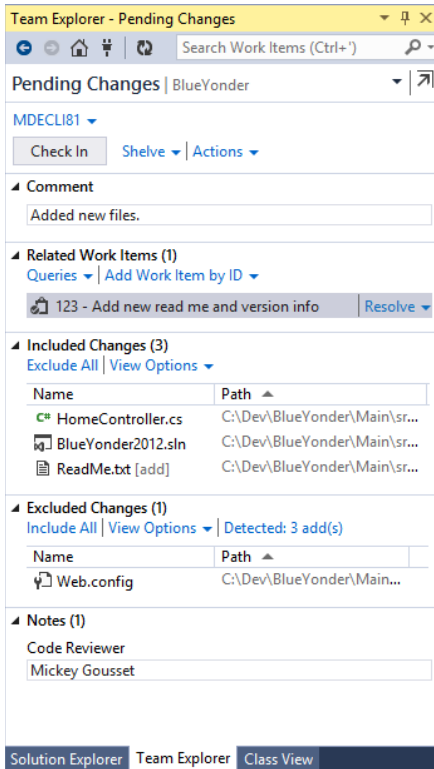 Team Explorer - Pending Changes
Search Work Items (Ctrl+')
Pending Changes | BlueYonder
MDECLI81
Check In Shelve Actions
Comment
Added new files.
Related Work Items (1)
Queries Add Work Item by ID
123 - Add new read me and version info Resolve
Included Changes (3)
Exclude All View Options
Name Path
C# HomeController.cs C:\Dev\BlueYonder\Main\sr...
BlueYonder2012.sln C:\Dev\BlueYonder\Main\sr...
ReadMe.txt [add] C:\Dev\BlueYonder\Main\sr...
Excluded Changes (1)
Include All View Options Detected: 3 add(s)
Name Path
Web.config C:\Dev\BlueYonder\Main...
Notes (1)
Code Reviewer
Mickey Gousset
Solution Explorer Team Explorer Class View